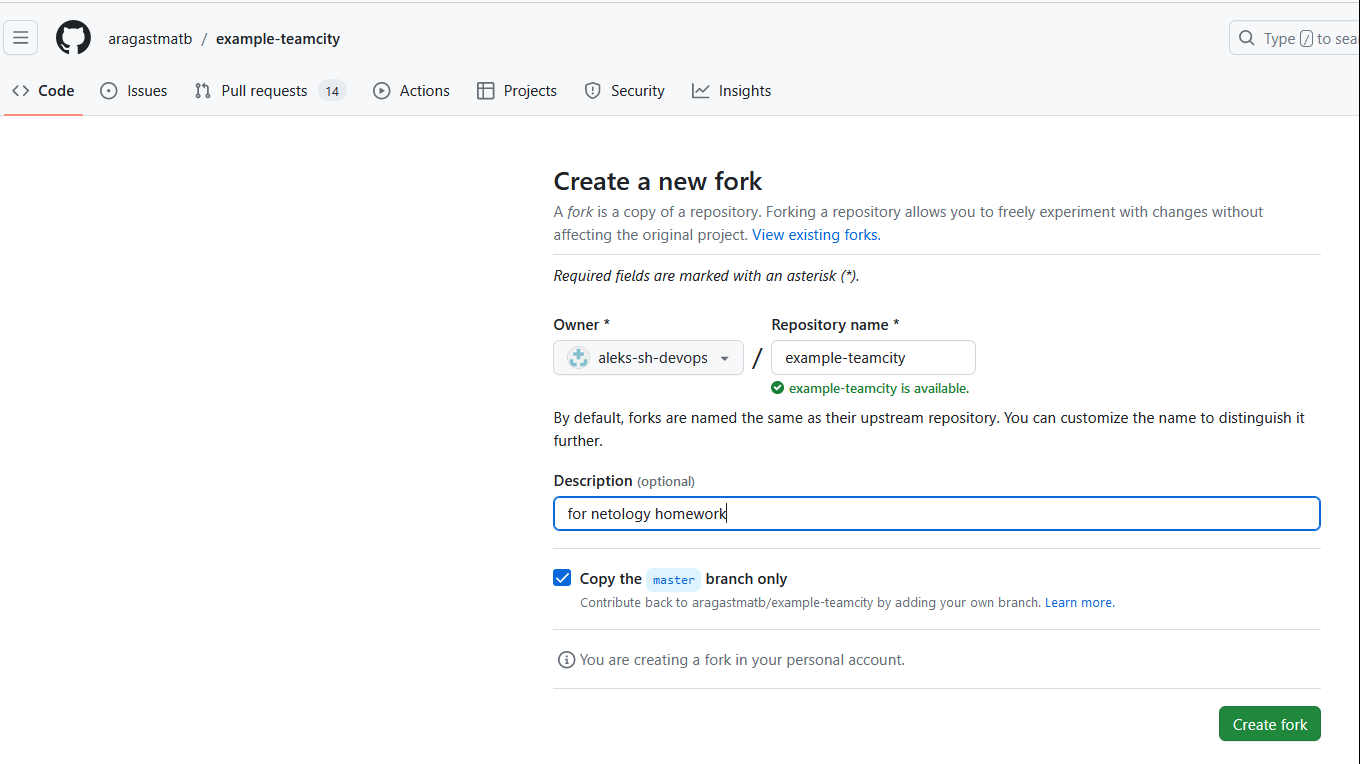 aragastmatb / example-teamcity
Type / to sear
Code Issues Pull requests 14 Actions Projects Security Insights
Create a new fork
A fork is a copy of a repository. Forking a repository allows you to freely experiment with changes without
affecting the original project. View existing forks.
Required fields are marked with an asterisk (*).
Owner * Repository name *
aleks-sh-devops / example-teamcity
example-teamcity is available.
By default, forks are named the same as their upstream repository. You can customize the name to distinguish it
further.
Description (optional)
for netology homework
Copy the master branch only
Contribute back to aragastmatb/example-teamcity by adding your own branch. Learn more.
You are creating a fork in your personal account.
Create fork